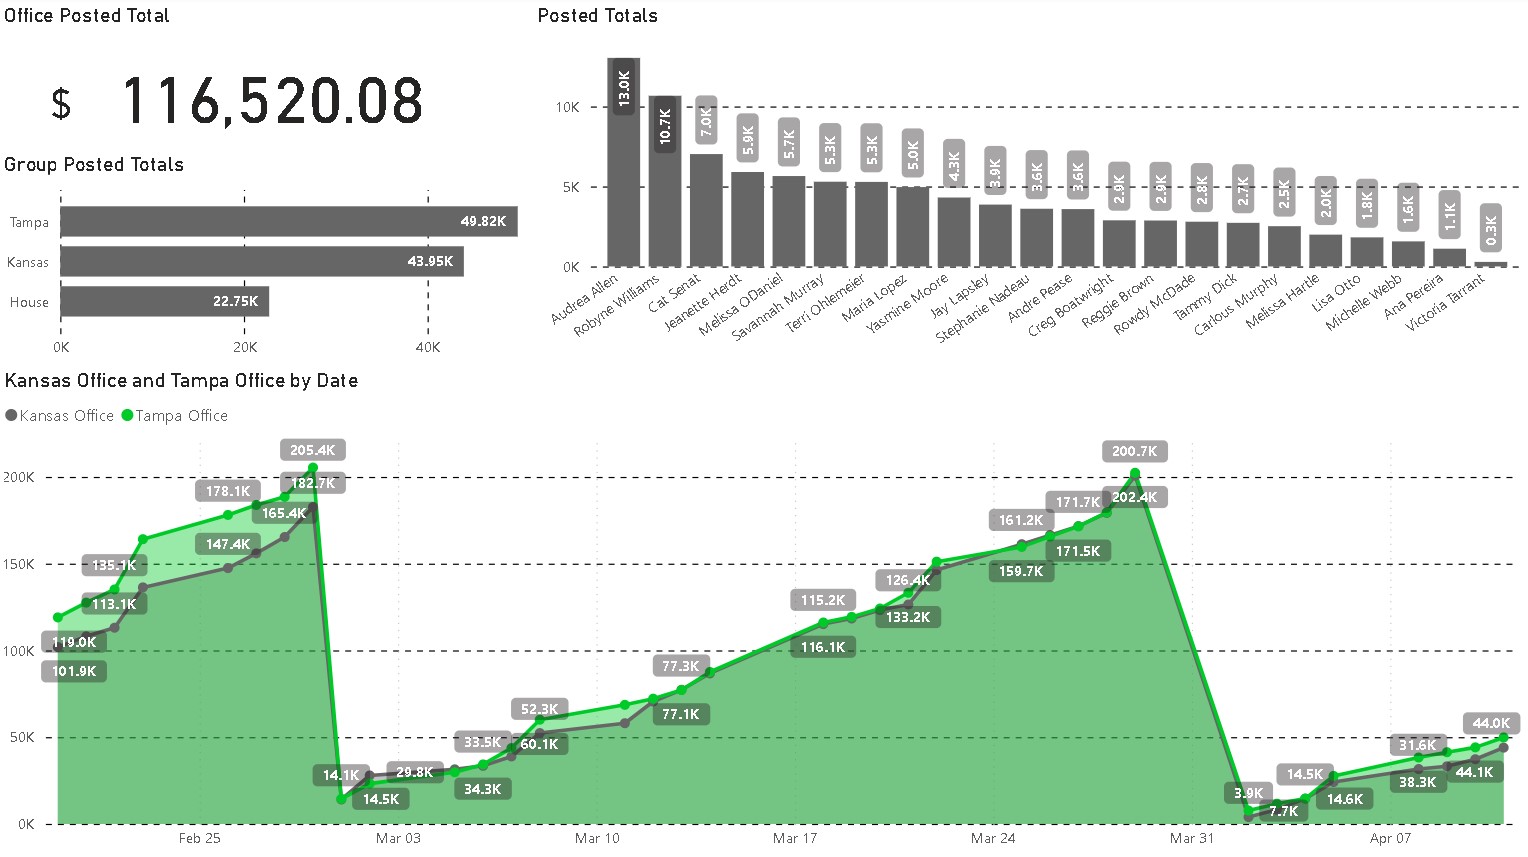 Office Posted Total
$ 116,520.08
Group Posted Totals
Tampa
49.82K
Kansas
43.95K
House
22.75K
0K
20K
40K
Posted Totals
10K
5K
0K
13.0K
10.7K
7.0K
5.9K
5.7K
5.3K
5.3K
5.0K
4.3K
3.9K
3.6K
3.6K
2.9K
2.9K
2.8K
2.7K
2.5K
2.0K
1.8K
1.6K
1.1K
0.3K
Audrea Allen
Robyne Williams
Cat Senat
Jeanette Herdt
Melissa ODaniel
Savannah Murray
Terri Ohlemeier
Maria Lopez
Yasmine Moore
Jay Lapsley
Stephanie Nadeau
Andre Pease
Creg Boatwright
Reggie Brown
Rowdy McDade
Tammy Dick
Carlous Murphy
Melissa Hartle
Lisa Otto
Michelle Webb
Ana Pereira
Victoria Tarrant
Kansas Office and Tampa Office by Date
Kansas Office
Tampa Office
200K
150K
100K
50K
0K
119.0K
101.9K
135.1K
113.1K
178.1K
147.4K
165.4K
205.4K
182.7K
14.1K
14.5K
29.8K
33.5K
34.3K
52.3K
60.1K
77.3K
77.1K
115.2K
116.1K
126.4K
133.2K
161.2K
159.7K
171.7K
171.5K
200.7K
202.4K
3.9K
7.7K
14.5K
14.6K
31.6K
38.3K
44.0K
44.1K
Feb 25
Mar 03
Mar 10
Mar 17
Mar 24
Mar 31
Apr 07